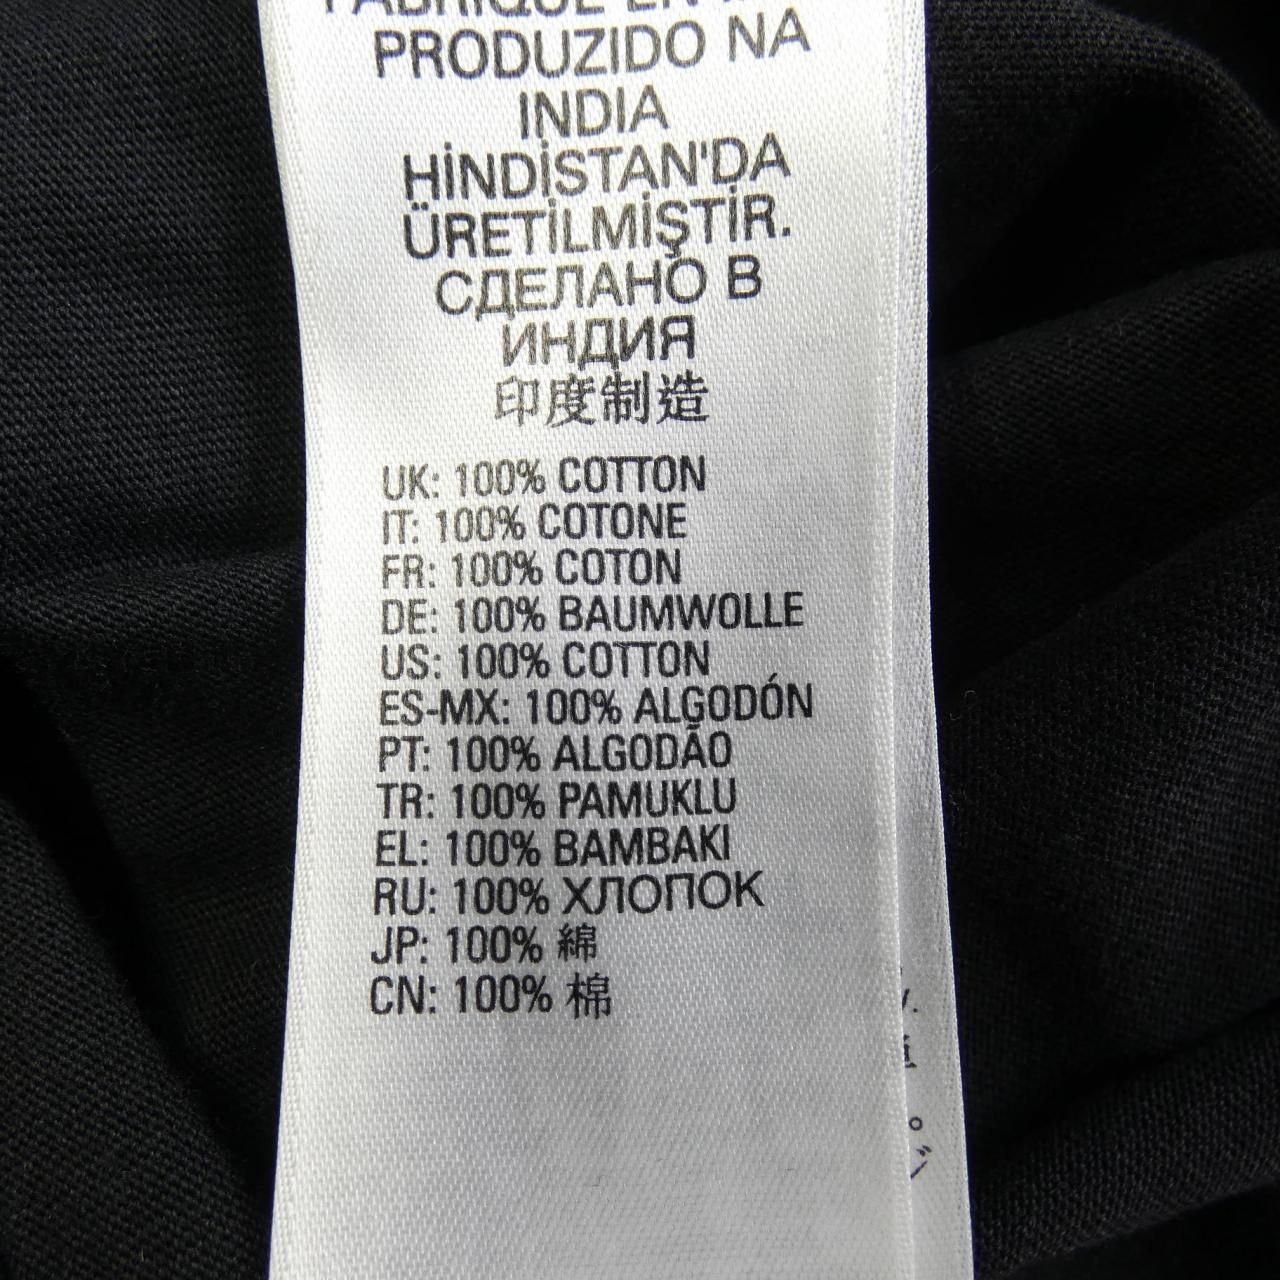 FABRIQUÉ EN
PRODUZIDO NA
INDIA
HİNDİSTAN'DA
ÜRETİLMİŞTİR.
СДЕЛАНО В
ИНДИЯ
印度制造
UK: 100% COTTON
IT: 100% COTONE
FR: 100% COTON
DE: 100% BAUMWOLLE
US: 100% COTTON
ES-MX: 100% ALGODÓN
PT: 100% ALGODÃO
TR: 100% PAMUKLU
EL: 100% BAMBAKI
RU: 100% ХЛОПОК
JP: 100% 綿
CN: 100% 棉